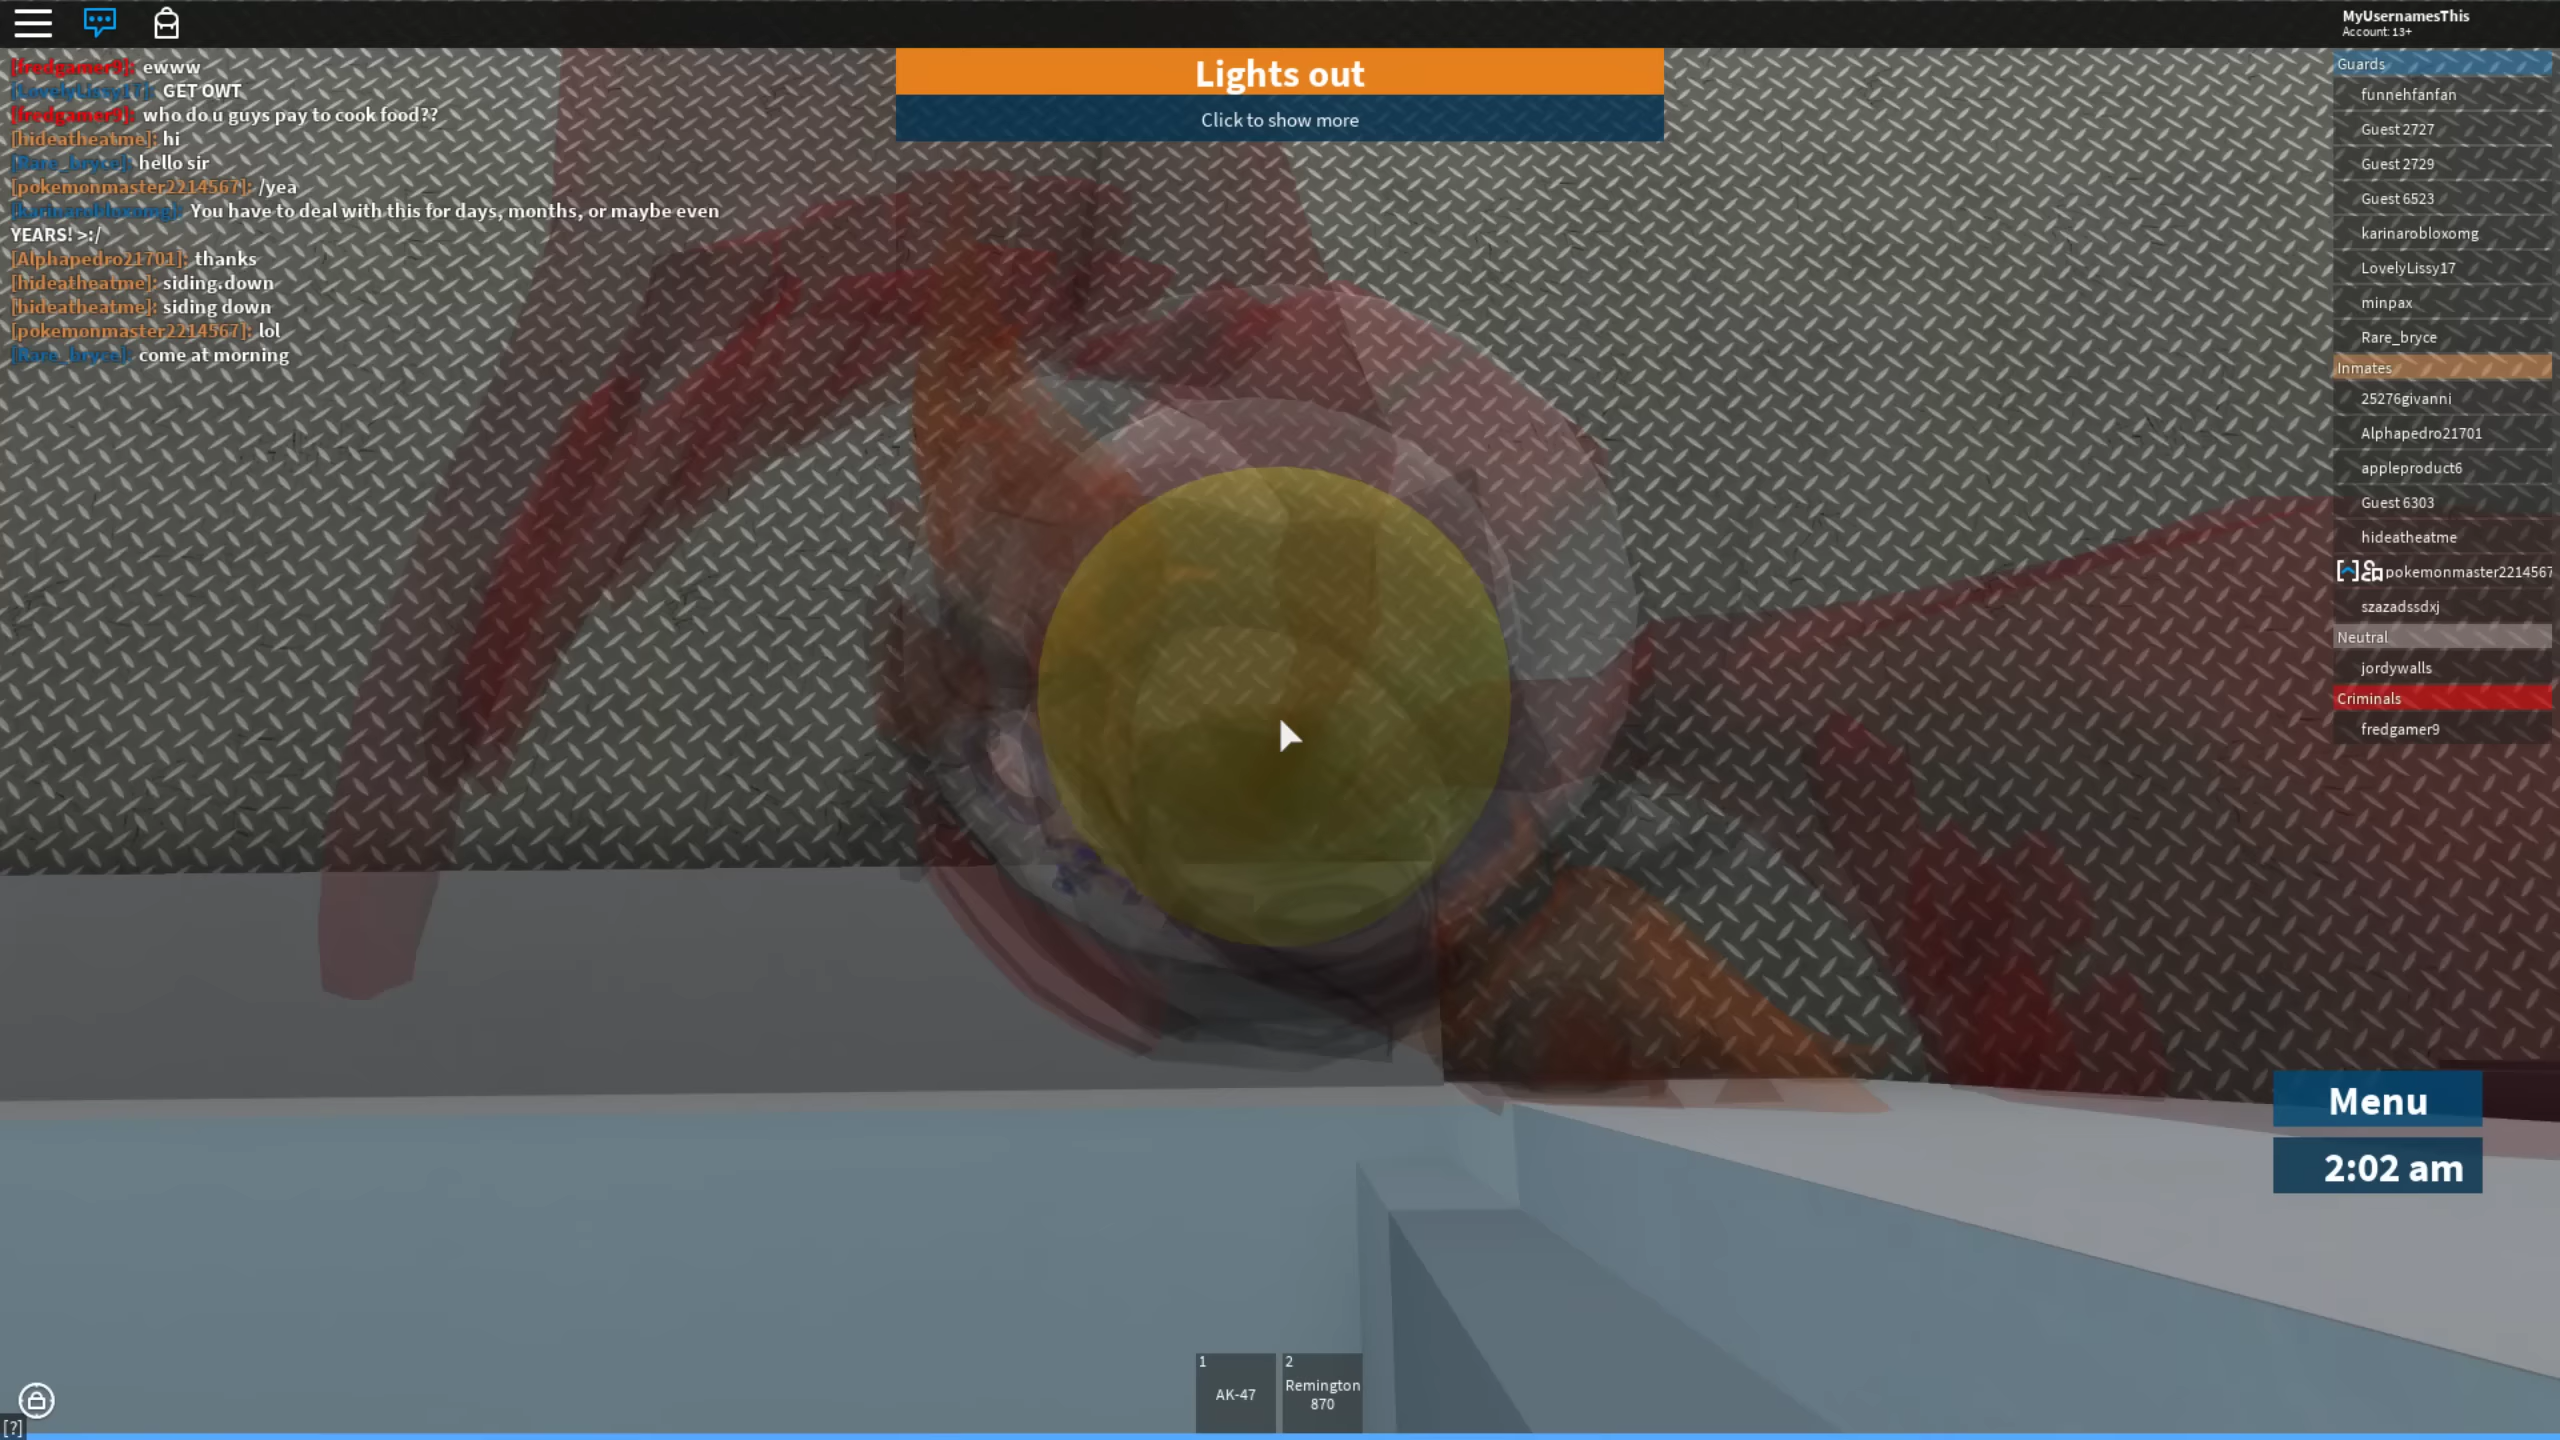 MyUsernamesThis
Account: 13+
Lights out
Click to show more
[fredgamer9]: ewww
[LovelyLissy17]: GET OWT
[fredgamer9]: who do u guys pay to cook food??
[hideatheatme]: hi
[Rare_bryce]: hello sir
[pokemonmaster2214567]: /yea
[karinarobloxomg]: You have to deal with this for days, months, or maybe even
YEARS! >:/
[Alphapedro21701]: thanks
[hideatheatme]: siding.down
[hideatheatme]: siding down
[pokemonmaster2214567]: lol
[Rare_bryce]: come at morning
Guards
funnehfanfan
Guest 2727
Guest 2729
Guest 6523
karinarobloxomg
LovelyLissy17
minpax
Rare_bryce
Inmates
25276givanni
Alphapedro21701
appleproduct6
Guest 6303
hideatheatme
pokemonmaster2214567
szazadssdxj
Neutral
jordywalls
Criminals
fredgamer9
Menu
2:02 am
1
AK-47
2
Remington
870
[?]